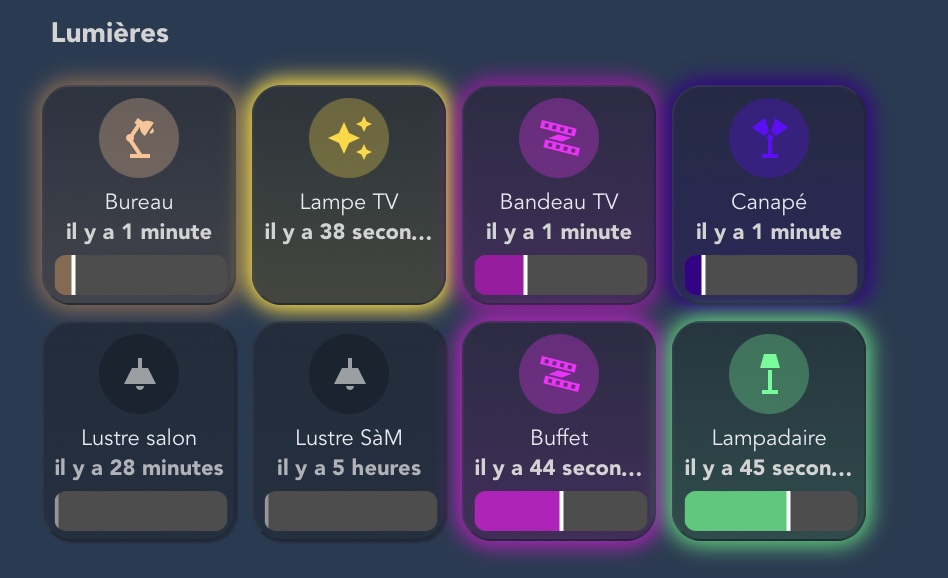 Lumières
Bureau
il y a 1 minute
Lampe TV
il y a 38 secon...
Bandeau TV
il y a 1 minute
Canapé
il y a 1 minute
Lustre salon
il y a 28 minutes
Lustre SàM
il y a 5 heures
Buffet
il y a 44 secon...
Lampadaire
il y a 45 secon...